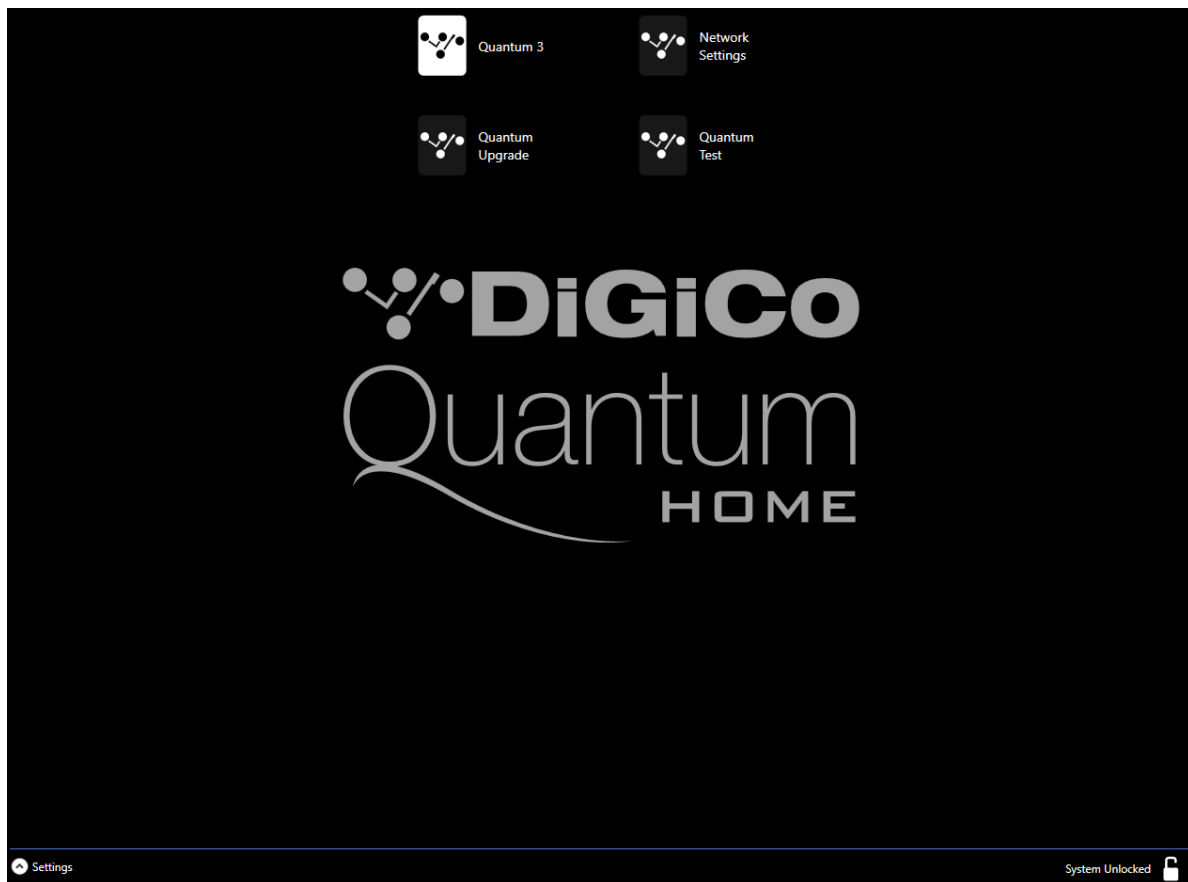 Quantum 3
Network
Settings
Quantum
Upgrade
Quantum
Test
DiGiCo
Quantum
HOME
Settings
System Unlocked